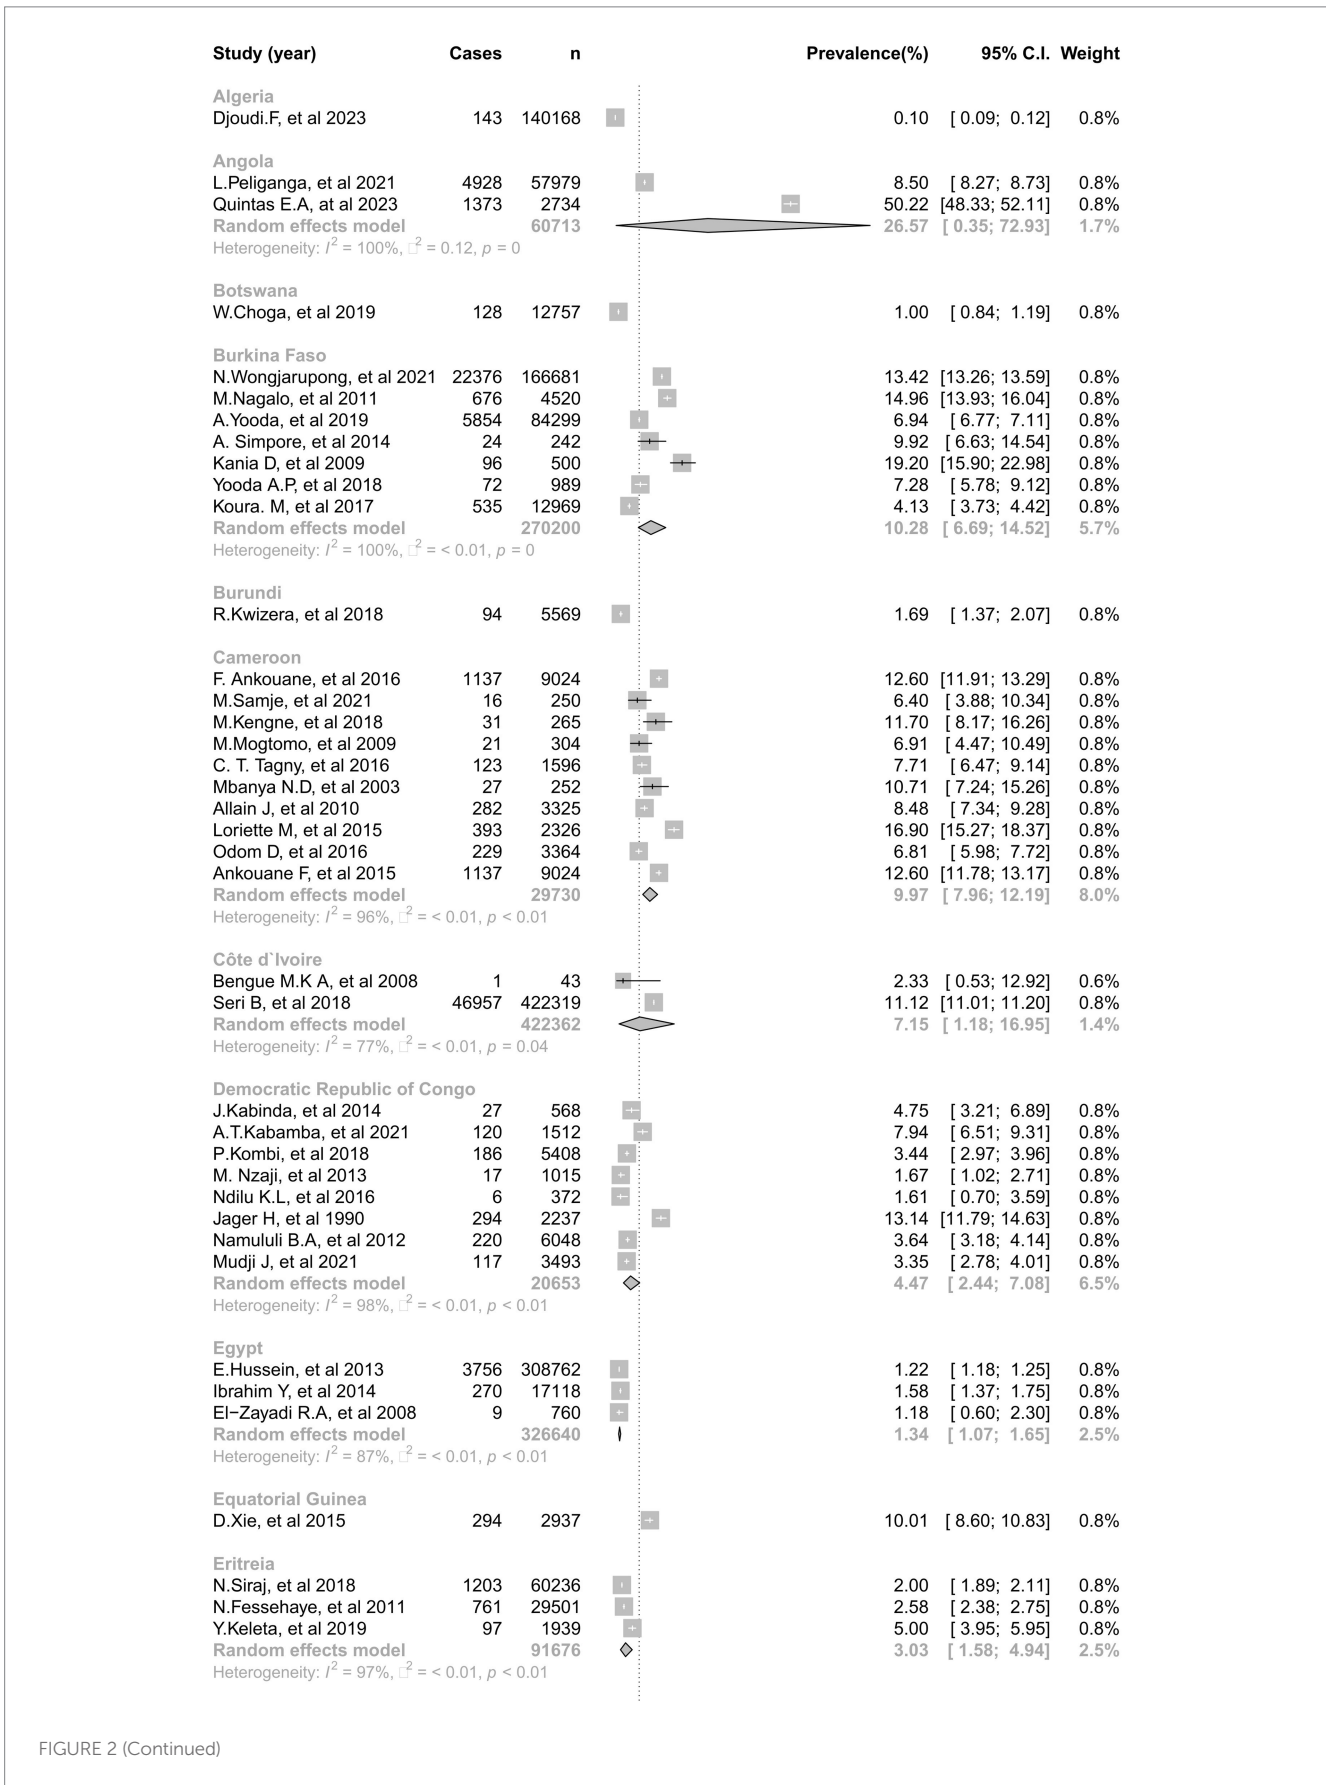 Study (year) Cases n Prevalence(%) 95% C.I. Weight
Algeria
Djoudi.F, et al 2023 143 140168 0.10 [ 0.09; 0.12] 0.8%
Angola
L.Peliganga, et al 2021 4928 57979 8.50 [ 8.27; 8.73] 0.8%
Quintas E.A, at al 2023 1373 2734 50.22 [48.33; 52.11] 0.8%
Random effects model 60713 26.57 [ 0.35; 72.93] 1.7%
Heterogeneity: I² = 100%, □² = 0.12, p = 0
Botswana
W.Choga, et al 2019 128 12757 1.00 [ 0.84; 1.19] 0.8%
Burkina Faso
N.Wongjarupong, et al 2021 22376 166681 13.42 [13.26; 13.59] 0.8%
M.Nagalo, et al 2011 676 4520 14.96 [13.93; 16.04] 0.8%
A.Yooda, et al 2019 5854 84299 6.94 [ 6.77; 7.11] 0.8%
A. Simpore, et al 2014 24 242 9.92 [ 6.63; 14.54] 0.8%
Kania D, et al 2009 96 500 19.20 [15.90; 22.98] 0.8%
Yooda A.P, et al 2018 72 989 7.28 [ 5.78; 9.12] 0.8%
Koura. M, et al 2017 535 12969 4.13 [ 3.73; 4.42] 0.8%
Random effects model 270200 10.28 [ 6.69; 14.52] 5.7%
Heterogeneity: I² = 100%, □² = < 0.01, p = 0
Burundi
R.Kwizera, et al 2018 94 5569 1.69 [ 1.37; 2.07] 0.8%
Cameroon
F. Ankouane, et al 2016 1137 9024 12.60 [11.91; 13.29] 0.8%
M.Samje, et al 2021 16 250 6.40 [ 3.88; 10.34] 0.8%
M.Kengne, et al 2018 31 265 11.70 [ 8.17; 16.26] 0.8%
M.Mogtomo, et al 2009 21 304 6.91 [ 4.47; 10.49] 0.8%
C. T. Tagny, et al 2016 123 1596 7.71 [ 6.47; 9.14] 0.8%
Mbanya N.D, et al 2003 27 252 10.71 [ 7.24; 15.26] 0.8%
Allain J, et al 2010 282 3325 8.48 [ 7.34; 9.28] 0.8%
Loriette M, et al 2015 393 2326 16.90 [15.27; 18.37] 0.8%
Odom D, et al 2016 229 3364 6.81 [ 5.98; 7.72] 0.8%
Ankouane F, et al 2015 1137 9024 12.60 [11.78; 13.17] 0.8%
Random effects model 29730 9.97 [ 7.96; 12.19] 8.0%
Heterogeneity: I² = 96%, □² = < 0.01, p < 0.01
Côte d`Ivoire
Bengue M.K A, et al 2008 1 43 2.33 [ 0.53; 12.92] 0.6%
Seri B, et al 2018 46957 422319 11.12 [11.01; 11.20] 0.8%
Random effects model 422362 7.15 [ 1.18; 16.95] 1.4%
Heterogeneity: I² = 77%, □² = < 0.01, p = 0.04
Democratic Republic of Congo
J.Kabinda, et al 2014 27 568 4.75 [ 3.21; 6.89] 0.8%
A.T.Kabamba, et al 2021 120 1512 7.94 [ 6.51; 9.31] 0.8%
P.Kombi, et al 2018 186 5408 3.44 [ 2.97; 3.96] 0.8%
M. Nzaji, et al 2013 17 1015 1.67 [ 1.02; 2.71] 0.8%
Ndilu K.L, et al 2016 6 372 1.61 [ 0.70; 3.59] 0.8%
Jager H, et al 1990 294 2237 13.14 [11.79; 14.63] 0.8%
Namululi B.A, et al 2012 220 6048 3.64 [ 3.18; 4.14] 0.8%
Mudji J, et al 2021 117 3493 3.35 [ 2.78; 4.01] 0.8%
Random effects model 20653 4.47 [ 2.44; 7.08] 6.5%
Heterogeneity: I² = 98%, □² = < 0.01, p < 0.01
Egypt
E.Hussein, et al 2013 3756 308762 1.22 [ 1.18; 1.25] 0.8%
Ibrahim Y, et al 2014 270 17118 1.58 [ 1.37; 1.75] 0.8%
El−Zayadi R.A, et al 2008 9 760 1.18 [ 0.60; 2.30] 0.8%
Random effects model 326640 1.34 [ 1.07; 1.65] 2.5%
Heterogeneity: I² = 87%, □² = < 0.01, p < 0.01
Equatorial Guinea
D.Xie, et al 2015 294 2937 10.01 [ 8.60; 10.83] 0.8%
Eritreia
N.Siraj, et al 2018 1203 60236 2.00 [ 1.89; 2.11] 0.8%
N.Fessehaye, et al 2011 761 29501 2.58 [ 2.38; 2.75] 0.8%
Y.Keleta, et al 2019 97 1939 5.00 [ 3.95; 5.95] 0.8%
Random effects model 91676 3.03 [ 1.58; 4.94] 2.5%
Heterogeneity: I² = 97%, □² = < 0.01, p < 0.01
FIGURE 2 (Continued)